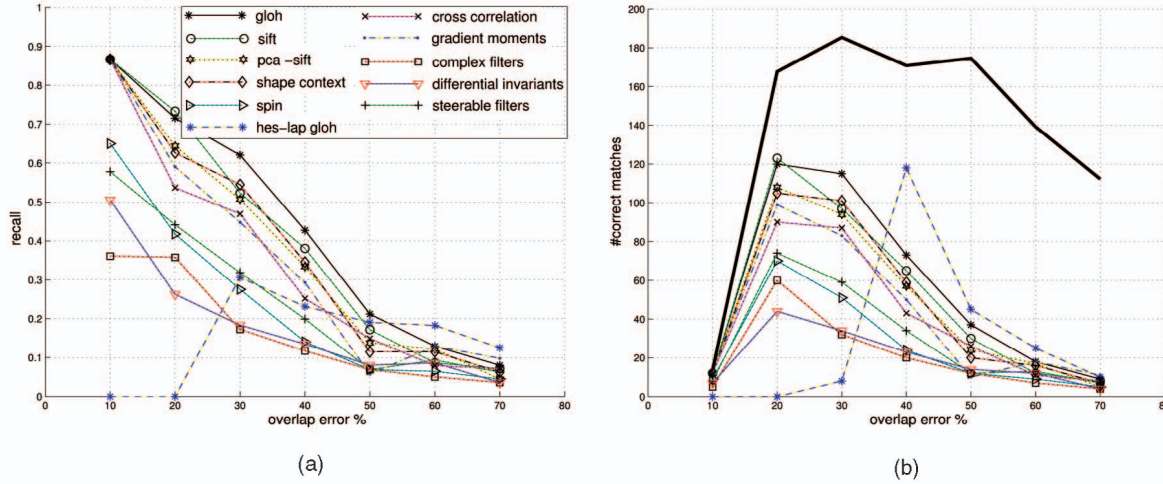 1
0.9
0.8
0.7
0.6
0.5
0.4
0.3
0.2
0.1
0
recall
0 10 20 30 40 50 60 70 80
overlap error %
gloh
sift
pca -sift
shape context
spin
hes-lap gloh
cross correlation
gradient moments
complex filters
differential invariants
steerable filters
(a)
200
180
160
140
120
100
80
60
40
20
0
#correct matches
0 10 20 30 40 50 60 70 80
overlap error %
(b)